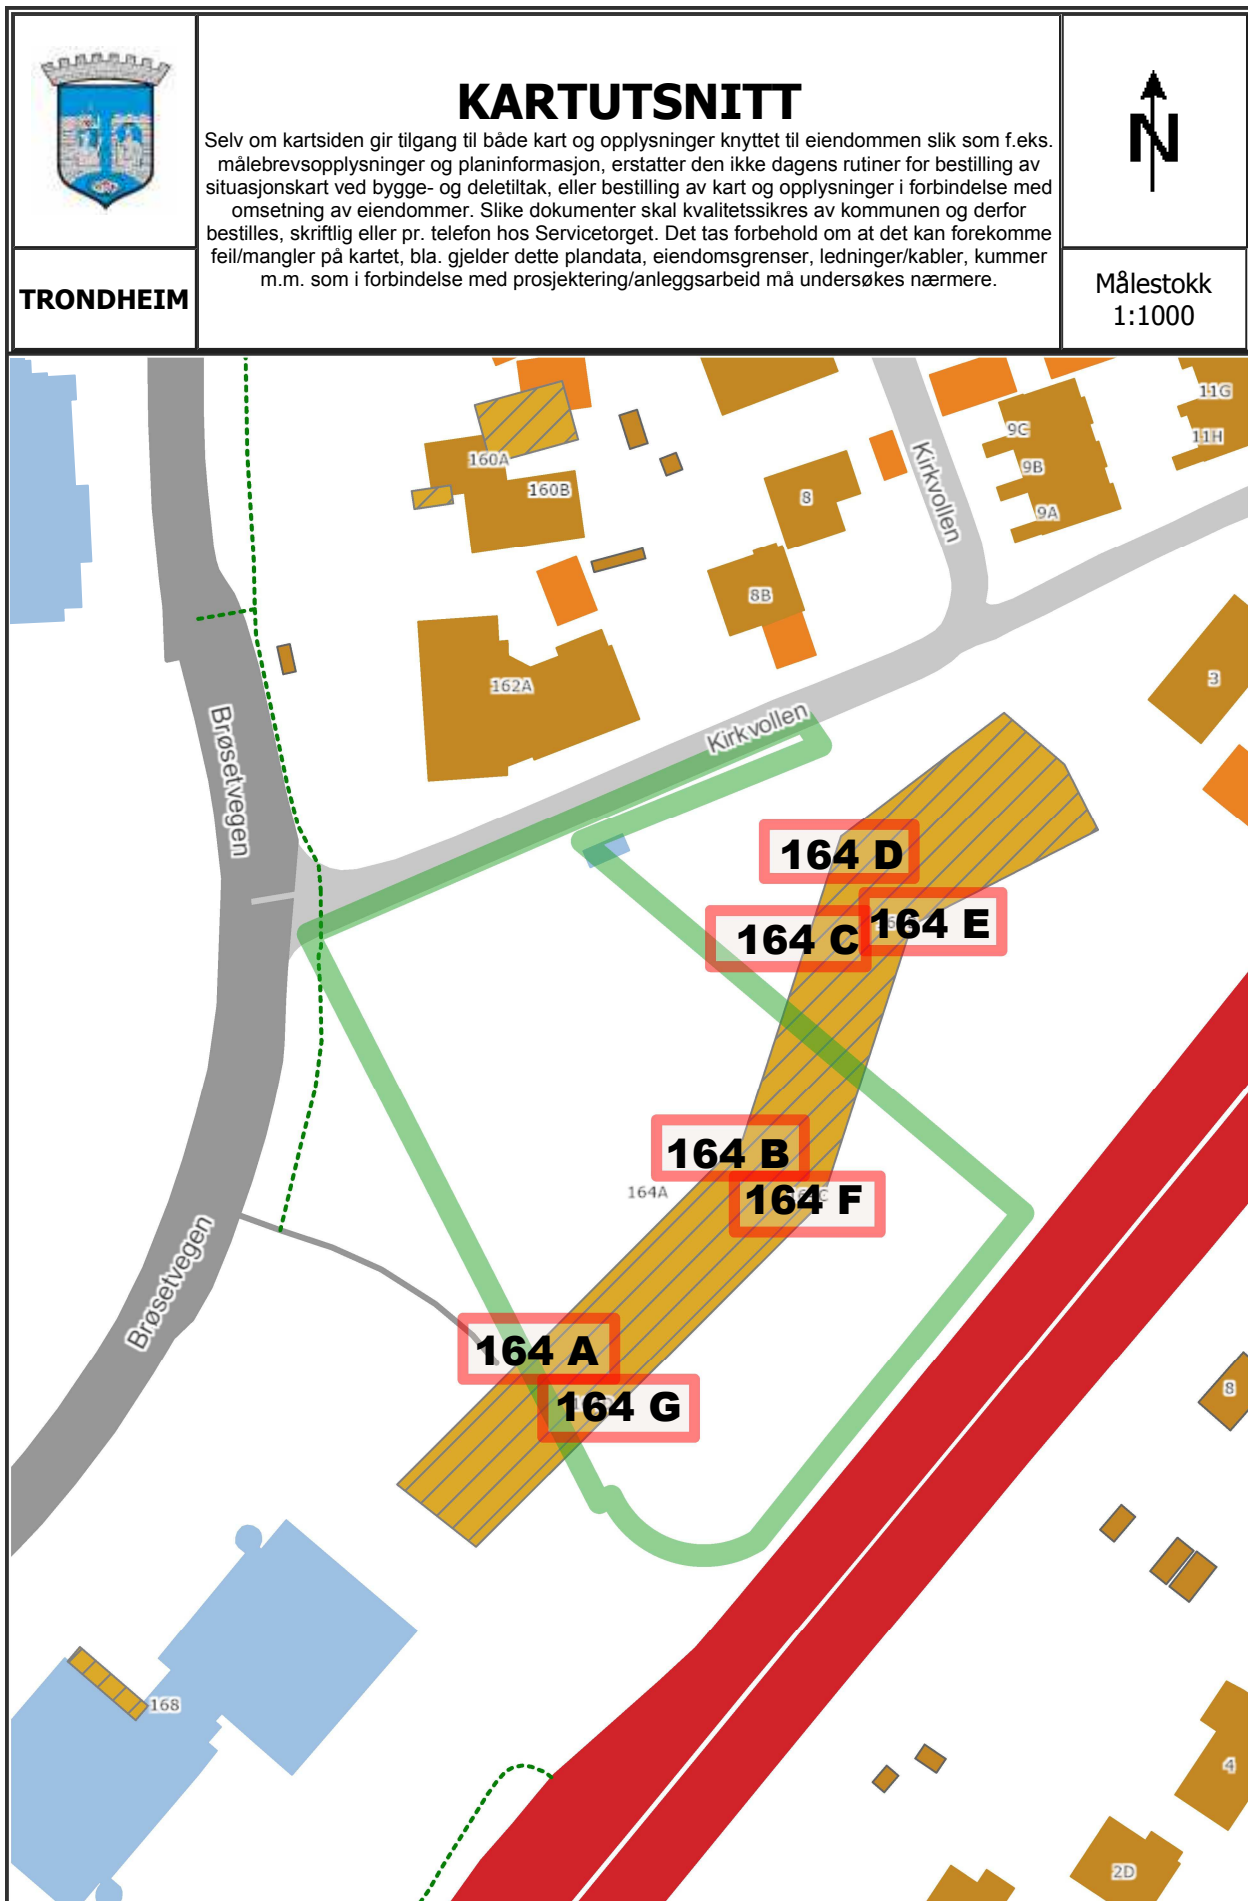 KARTUTSNITT
Selv om kartsiden gir tilgang til både kart og opplysninger knyttet til eiendommen slik som f.eks.
målebrevsopplysninger og planinformasjon, erstatter den ikke dagens rutiner for bestilling av
situasjonskart ved bygge- og deletiltak, eller bestilling av kart og opplysninger i forbindelse med
omsetning av eiendommer. Slike dokumenter skal kvalitetssikres av kommunen og derfor
bestilles, skriftlig eller pr. telefon hos Servicetorget. Det tas forbehold om at det kan forekomme
feil/mangler på kartet, bla. gjelder dette plandata, eiendomsgrenser, ledninger/kabler, kummer
m.m. som i forbindelse med prosjektering/anleggsarbeid må undersøkes nærmere.
N
TRONDHEIM
Målestokk
1:1000
11G
9C
11H
160A
9B
160B
8
Kirkvollen
9A
8B
162A
3
Kirkvollen
Brøsetvegen
164 D
164 E
164 C
164 B
164A
164 F
Brøsetvegen
164 A
8
164 G
168
4
2D